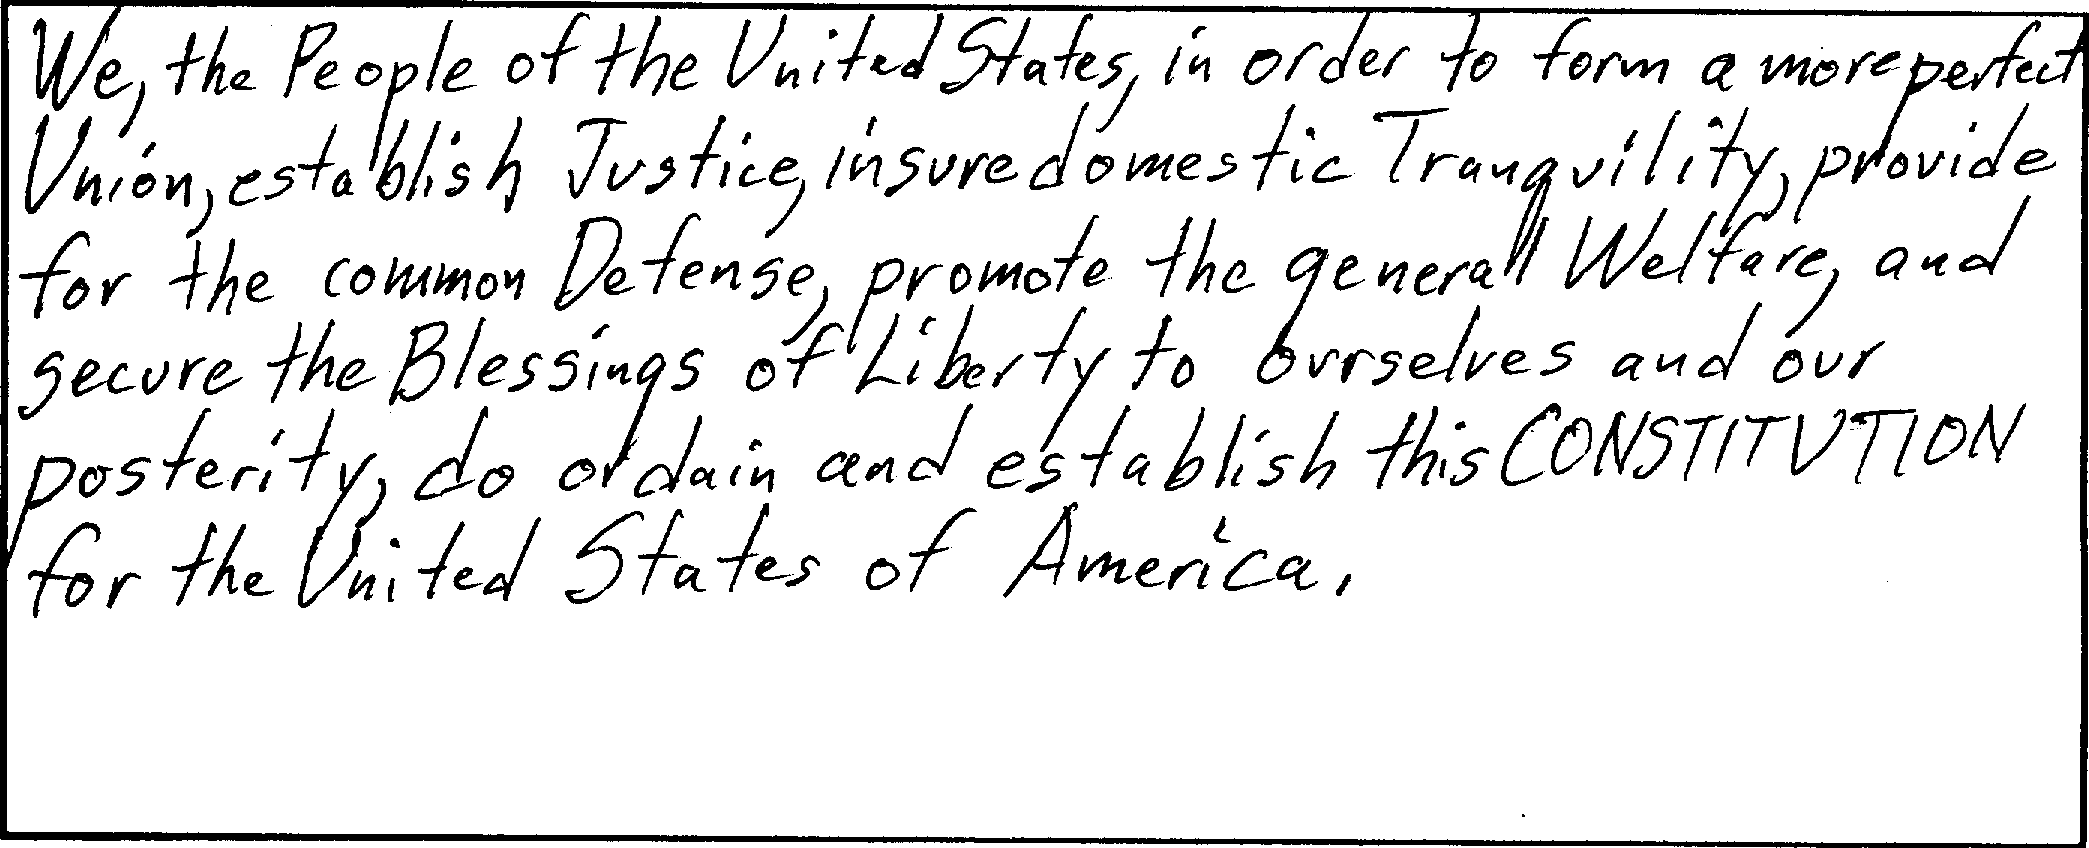 We, the People of the United States, in order to form a more perfect
Union, establish Justice, insure domestic Tranquility, provide
for the common Defense, promote the general Welfare, and
secure the Blessings of Liberty to ourselves and our
posterity, do ordain and establish this CONSTITUTION
for the United States of America.